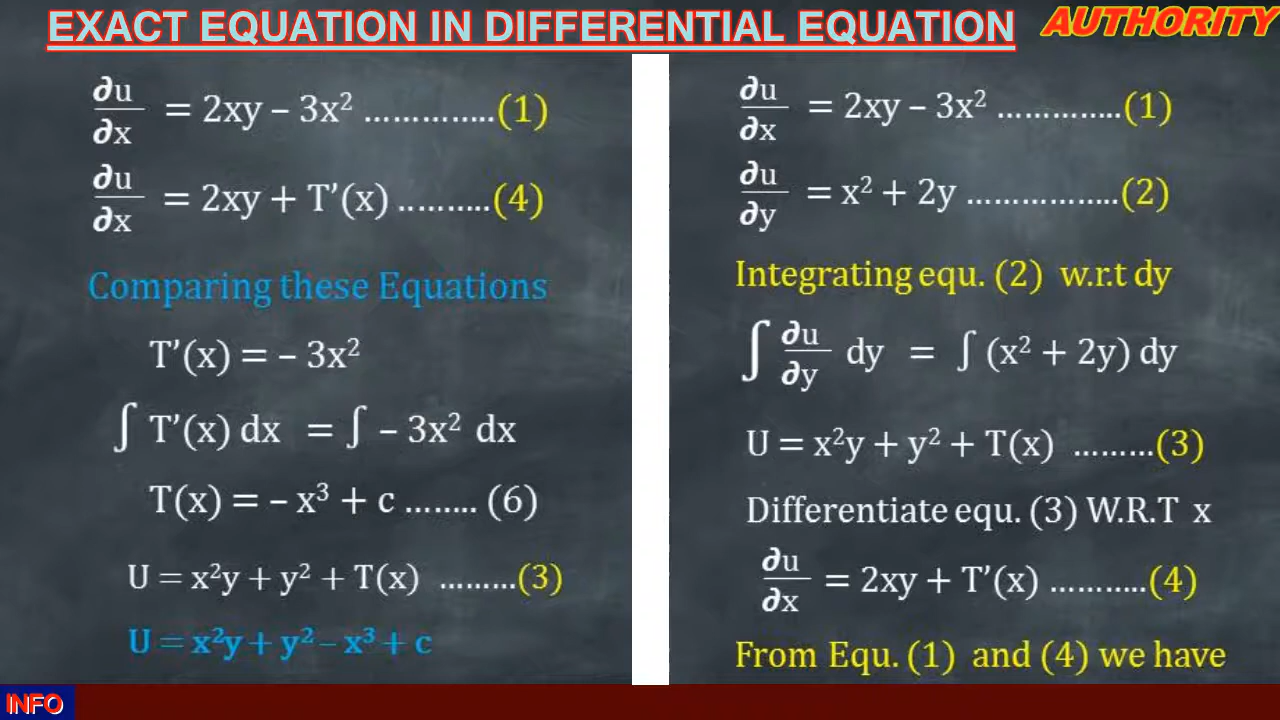 EXACT EQUATION IN DIFFERENTIAL EQUATION
AUTHORITY
∂u/∂x = 2xy – 3x² ..............(1)
∂u/∂x = 2xy + T’(x) ..........(4)
Comparing these Equations
T’(x) = – 3x²
∫ T’(x) dx = ∫ – 3x² dx
T(x) = – x³ + c ........ (6)
U = x²y + y² + T(x) .........(3)
U = x²y + y² – x³ + c
∂u/∂x = 2xy – 3x² .............(1)
∂u/∂y = x² + 2y ................(2)
Integrating equ. (2) w.r.t dy
∫ ∂u/∂y dy = ∫ (x² + 2y) dy
U = x²y + y² + T(x) .........(3)
Differentiate equ. (3) W.R.T x
∂u/∂x = 2xy + T’(x) ...........(4)
From Equ. (1) and (4) we have
INFO